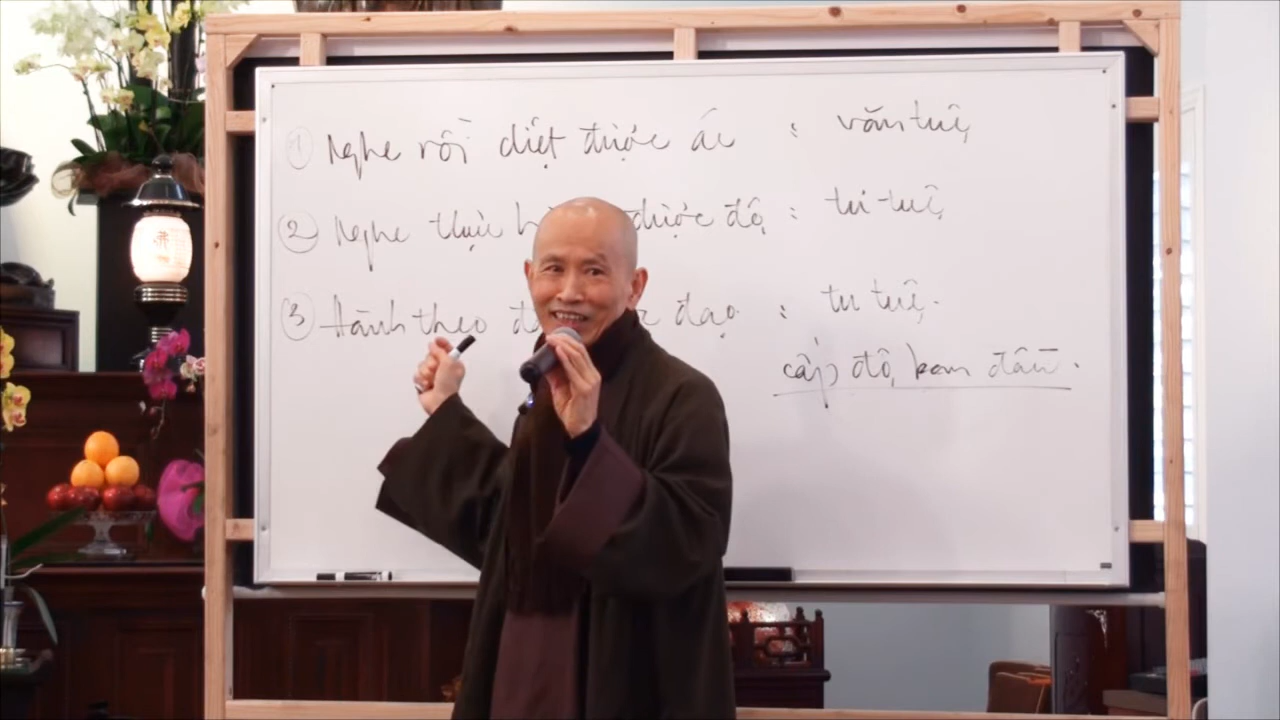 ① Nghe rồi diệt được ác : văn tuệ
② Nghe thực được độ : tư tuệ
③ Hành theo đạo : tu tuệ.
cấp độ ban đầu.